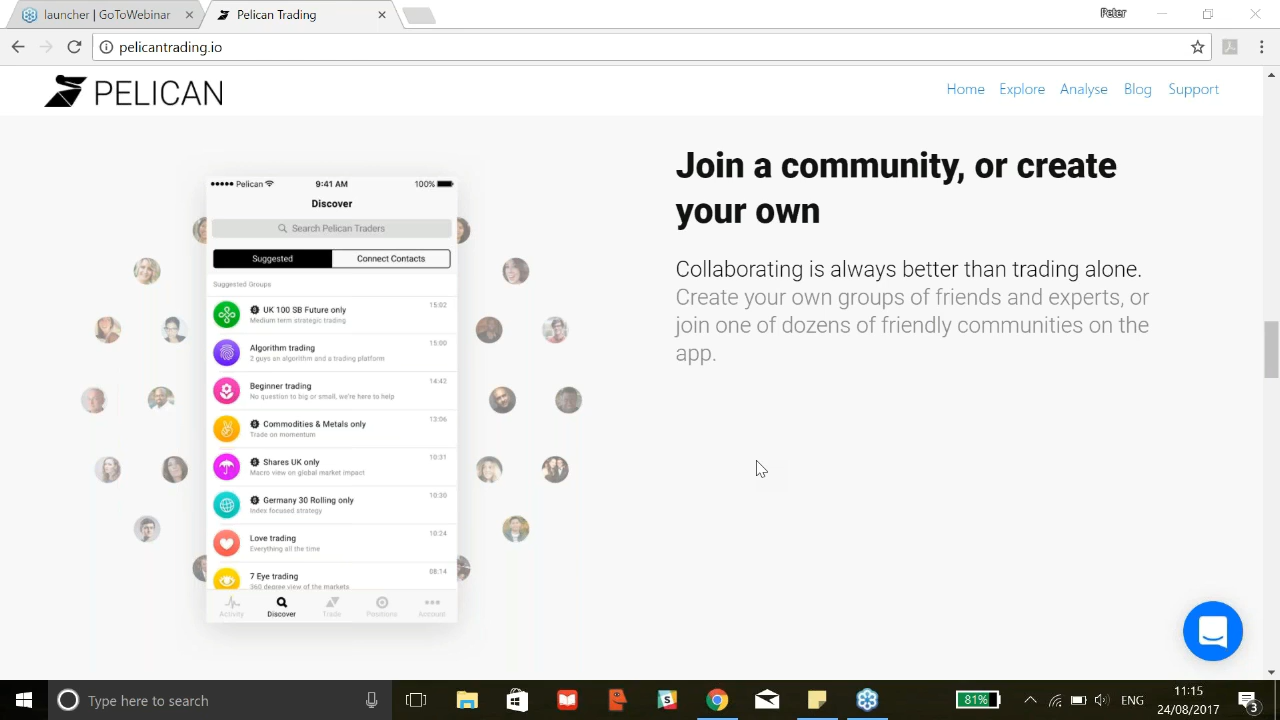 launcher
Pelican Trading
Peter
pelicantrading.io
PELICAN
Home Explore Analyse Blog Support
Pelican 9:41 AM 100%
Discover
Search Pelican Traders
Suggested Connect Contacts
Suggested Groups
UK 100 SB Future only 15:02
Medium term strategic trading
Algorithm trading 15:00
2 guys an algorithm and a trading platform
Beginner trading 14:42
No question to big or small, we're here to help
Commodities & Metals only 13:06
Trade on momentum
Shares UK only 10:31
Macro view on global market impact
Germany 30 Rolling only 10:30
Index focused strategy
Love trading 10:24
Everything all the time
7 Eye trading 08:14
360 degree view of the markets
Activity Discover Trade Positions Account
Join a community, or create
your own
Collaborating is always better than trading alone.
Create your own groups of friends and experts, or
join one of dozens of friendly communities on the
app.
Type here to search
81%
ENG
11:15
24/08/2017
3